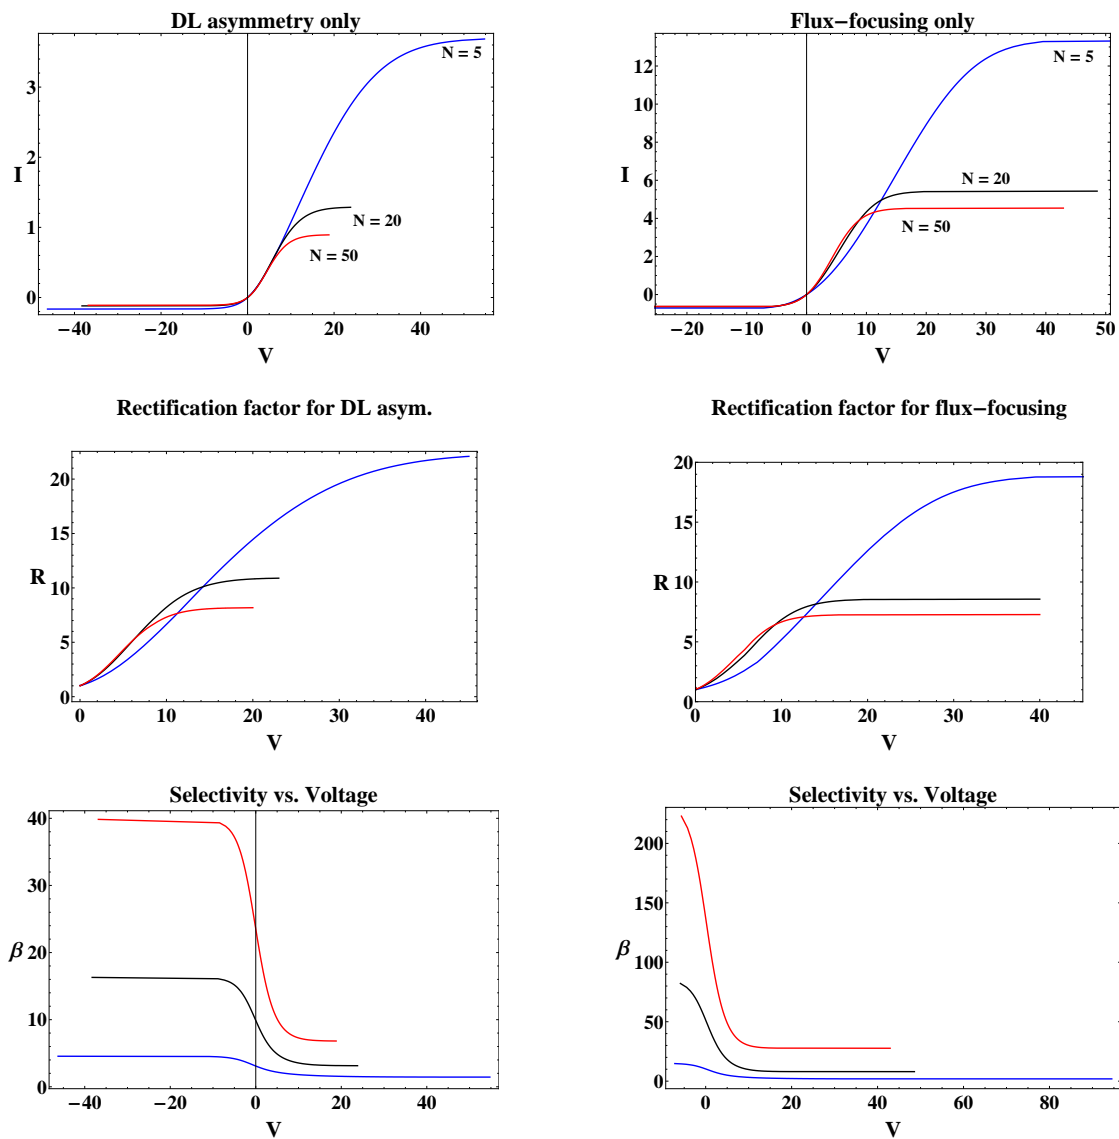 DL asymmetry only
3
2
1
0
I
N = 5
N = 20
N = 50
−40 −20 0 20 40
V
Flux−focusing only
12
10
8
6
4
2
0
I
N = 5
N = 20
N = 50
−20 −10 0 10 20 30 40 50
V
Rectification factor for DL asym.
20
15
10
5
0
R
0 10 20 30 40
V
Rectification factor for flux−focusing
20
15
10
5
0
R
0 10 20 30 40
V
Selectivity vs. Voltage
40
30
20
10
0
β
−40 −20 0 20 40
V
Selectivity vs. Voltage
200
150
100
50
0
β
0 20 40 60 80
V